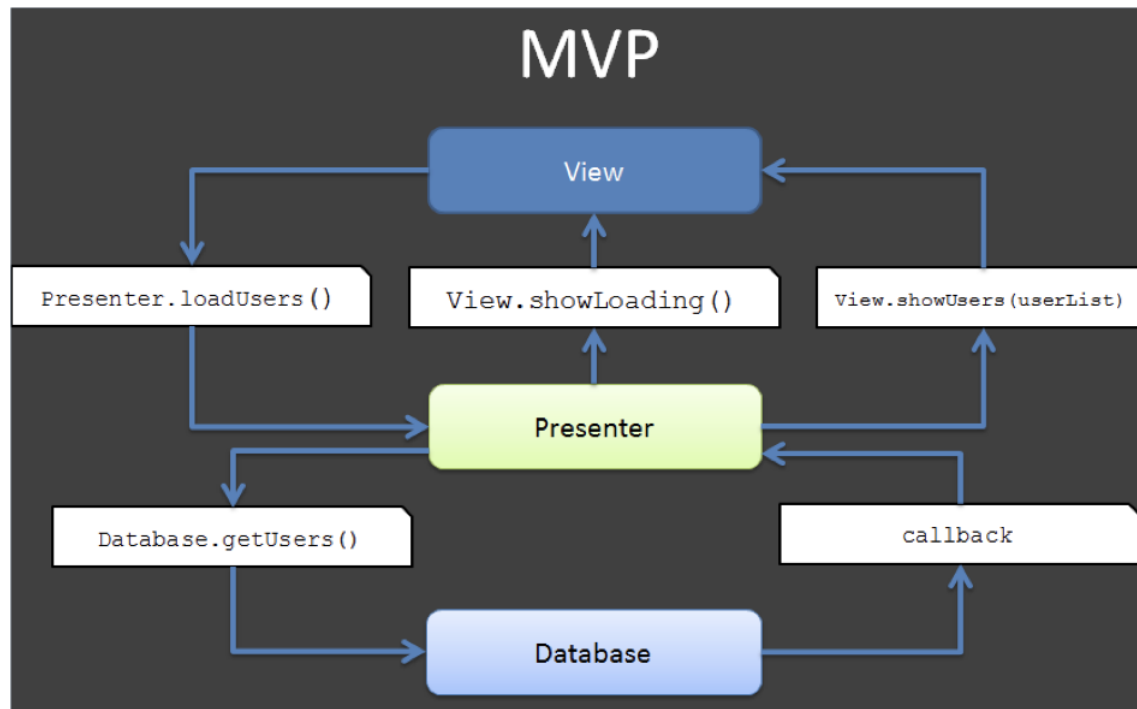 MVP
View
Presenter.loadUsers()
View.showLoading()
View.showUsers(userList)
Presenter
Database.getUsers()
callback
Database